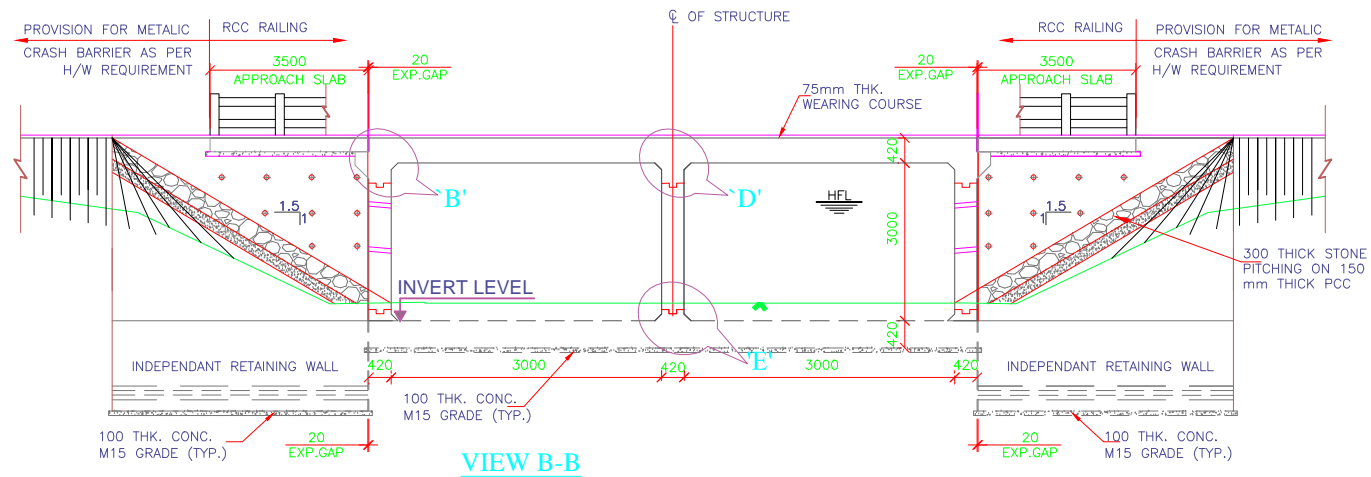 ℄ OF STRUCTURE
PROVISION FOR METALIC
CRASH BARRIER AS PER
H/W REQUIREMENT
RCC RAILING
3500
APPROACH SLAB
20
EXP.GAP
75mm THK.
WEARING COURSE
20
EXP.GAP
RCC RAILING
3500
APPROACH SLAB
PROVISION FOR METALIC
CRASH BARRIER AS PER
H/W REQUIREMENT
420
`B'
`D'
HFL
3000
1.5
1
1.5
1
300 THICK STONE
PITCHING ON 150
mm THICK PCC
INVERT LEVEL
420
'E'
INDEPENDANT RETAINING WALL
420
3000
420
3000
420
INDEPENDANT RETAINING WALL
100 THK. CONC.
M15 GRADE (TYP.)
100 THK. CONC.
M15 GRADE (TYP.)
20
EXP.GAP
20
EXP.GAP
100 THK. CONC.
M15 GRADE (TYP.)
VIEW B-B